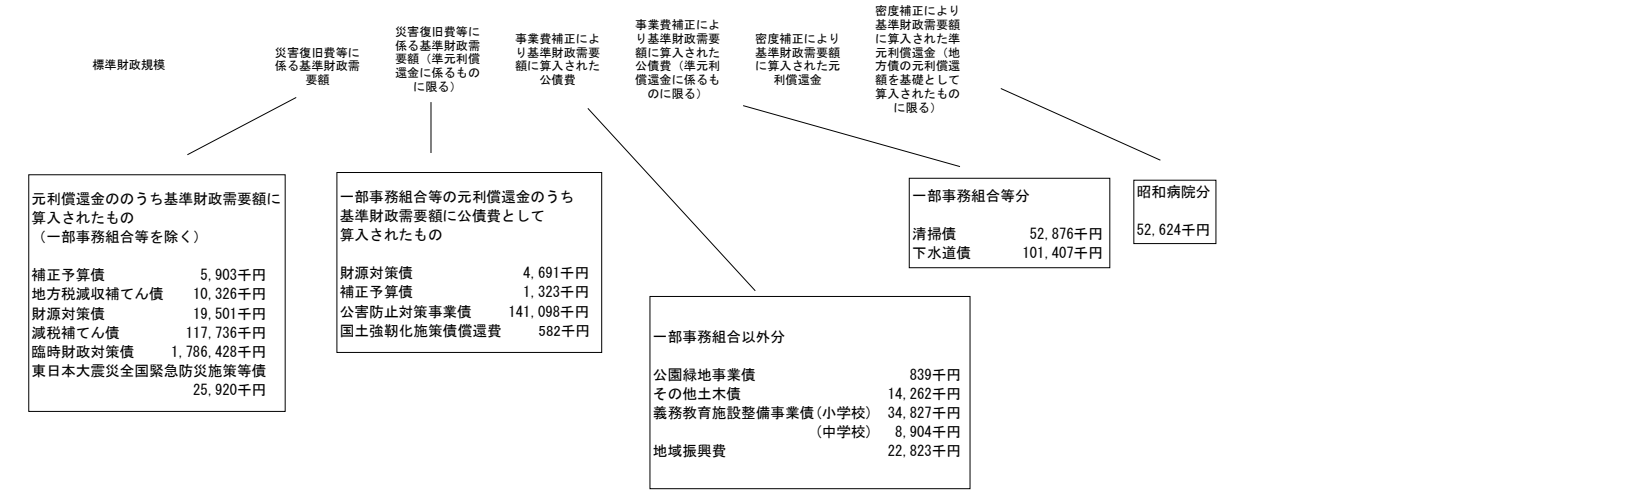 標準財政規模
災害復旧費等に
係る基準財政需
要額
災害復旧費等に
係る基準財政需
要額（準元利償
還金に係るもの
に限る）
事業費補正によ
り基準財政需要
額に算入された
公債費
事業費補正によ
り基準財政需要
額に算入された
公債費（準元利
償還金に係るも
のに限る）
密度補正により
基準財政需要額
に算入された元
利償還金
密度補正により
基準財政需要額
に算入された準
元利償還金（地
方債の元利償還
額を基礎として
算入されたもの
に限る）
元利償還金ののうち基準財政需要額に
算入されたもの
（一部事務組合等を除く）
補正予算債 5,903千円
地方税減収補てん債 10,326千円
財源対策債 19,501千円
減税補てん債 117,736千円
臨時財政対策債 1,786,428千円
東日本大震災全国緊急防災施策等債
25,920千円
一部事務組合等の元利償還金のうち
基準財政需要額に公債費として
算入されたもの
財源対策債 4,691千円
補正予算債 1,323千円
公害防止対策事業債 141,098千円
国土強靭化施策債償還費 582千円
一部事務組合以外分
公園緑地事業債 839千円
その他土木債 14,262千円
義務教育施設整備事業債(小学校) 34,827千円
(中学校) 8,904千円
地域振興費 22,823千円
一部事務組合等分
清掃債 52,876千円
下水道債 101,407千円
昭和病院分
52,624千円